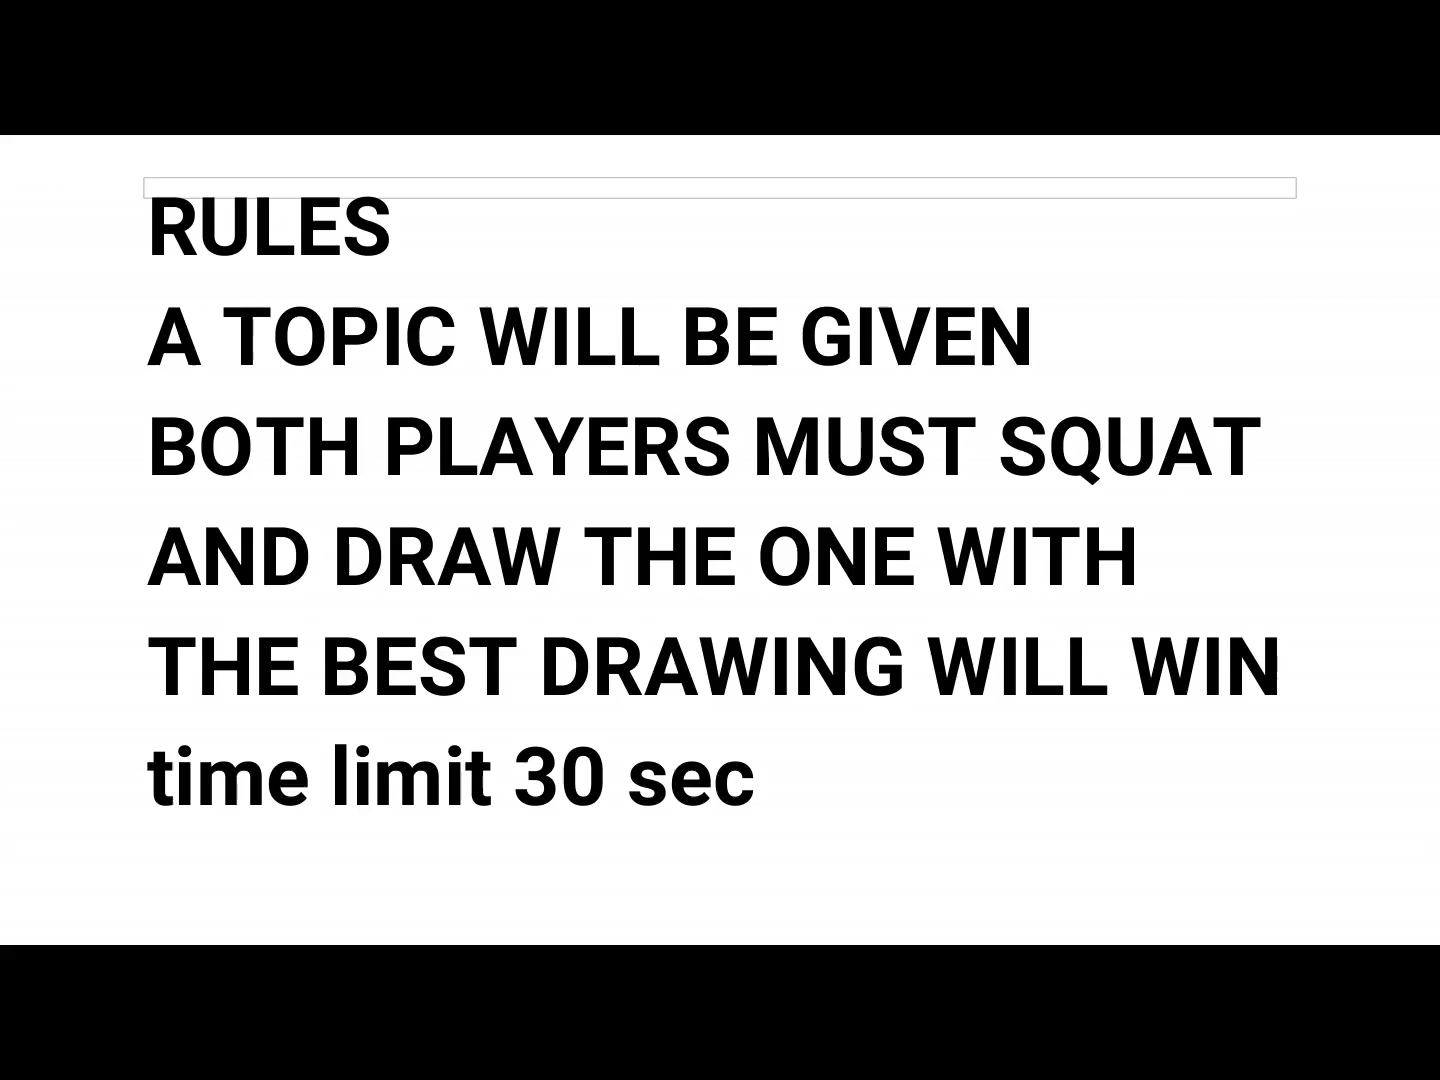 RULES
A TOPIC WILL BE GIVEN
BOTH PLAYERS MUST SQUAT
AND DRAW THE ONE WITH
THE BEST DRAWING WILL WIN
time limit 30 sec